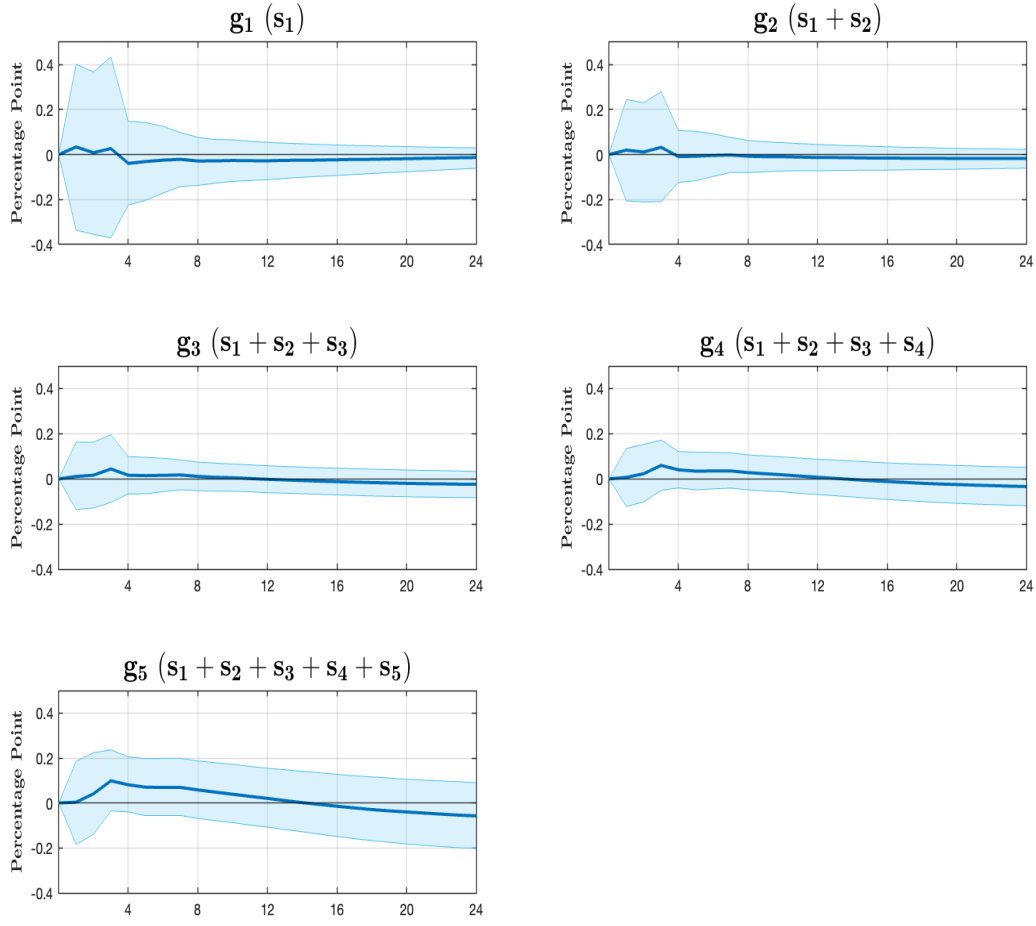 g₁ (s₁)
Percentage Point
0.4
0.2
0
-0.2
-0.4
4 8 12 16 20 24
g₂ (s₁ + s₂)
Percentage Point
0.4
0.2
0
-0.2
-0.4
4 8 12 16 20 24
g₃ (s₁ + s₂ + s₃)
Percentage Point
0.4
0.2
0
-0.2
-0.4
4 8 12 16 20 24
g₄ (s₁ + s₂ + s₃ + s₄)
Percentage Point
0.4
0.2
0
-0.2
-0.4
4 8 12 16 20 24
g₅ (s₁ + s₂ + s₃ + s₄ + s₅)
Percentage Point
0.4
0.2
0
-0.2
-0.4
4 8 12 16 20 24